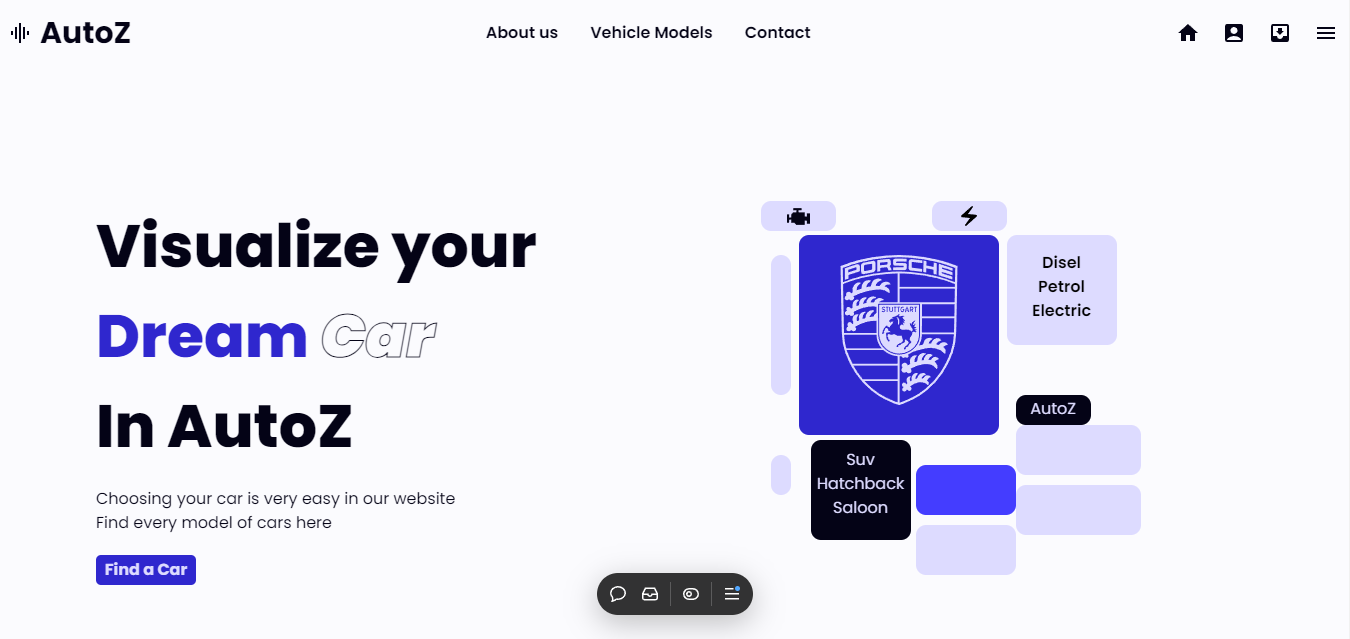 AutoZ
About us
Vehicle Models
Contact
Visualize your
Dream Car
In AutoZ
Choosing your car is very easy in our website
Find every model of cars here
Find a Car
PORSCHE
STUTTGART
Disel
Petrol
Electric
AutoZ
Suv
Hatchback
Saloon